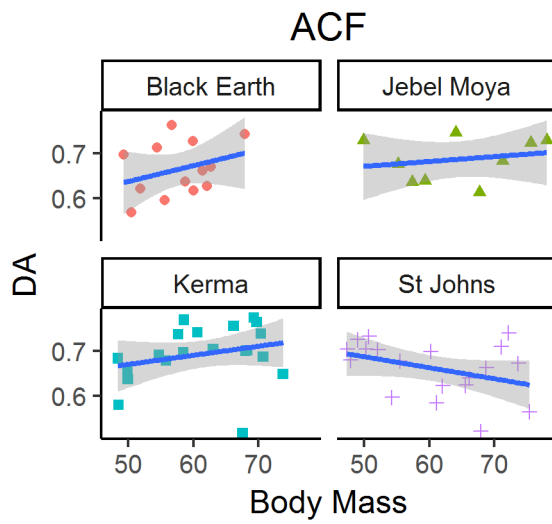 ACF
Black Earth
Jebel Moya
0.7
0.6
DA
Kerma
St Johns
0.7
0.6
50 60 70 50 60 70
Body Mass